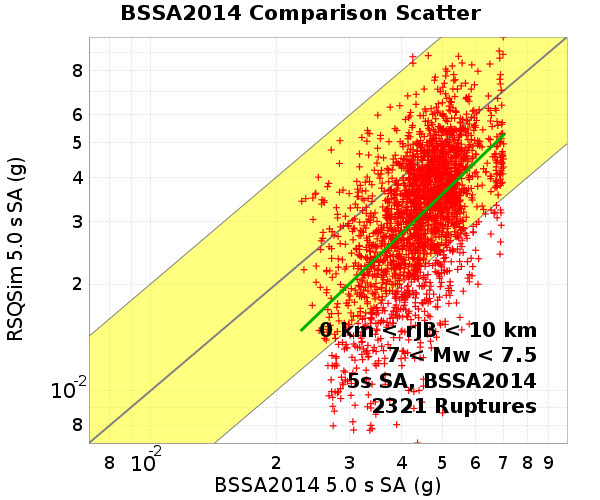 BSSA2014 Comparison Scatter
RSQSim 5.0 s SA (g)
8
6
5
4
3
2
10-2
8
0 km < rJB < 10 km
7 < Mw < 7.5
5s SA, BSSA2014
2321 Ruptures
8 10-2 2 3 4 5 6 7 8 9
BSSA2014 5.0 s SA (g)